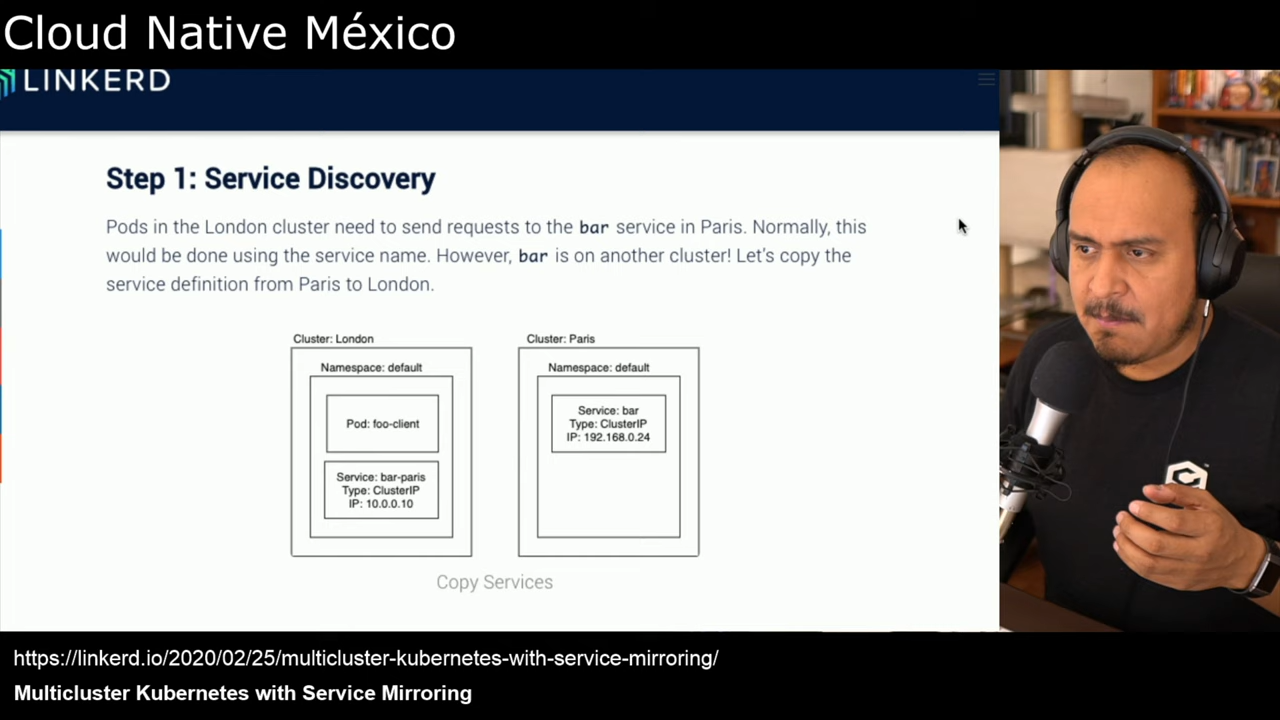 Cloud Native México
LINKERD
Step 1: Service Discovery
Pods in the London cluster need to send requests to the bar service in Paris. Normally, this
would be done using the service name. However, bar is on another cluster! Let's copy the
service definition from Paris to London.
Cluster: London
Namespace: default
Pod: foo-client
Service: bar-paris
Type: ClusterIP
IP: 10.0.0.10
Cluster: Paris
Namespace: default
Service: bar
Type: ClusterIP
IP: 192.168.0.24
Copy Services
https://linkerd.io/2020/02/25/multicluster-kubernetes-with-service-mirroring/
Multicluster Kubernetes with Service Mirroring